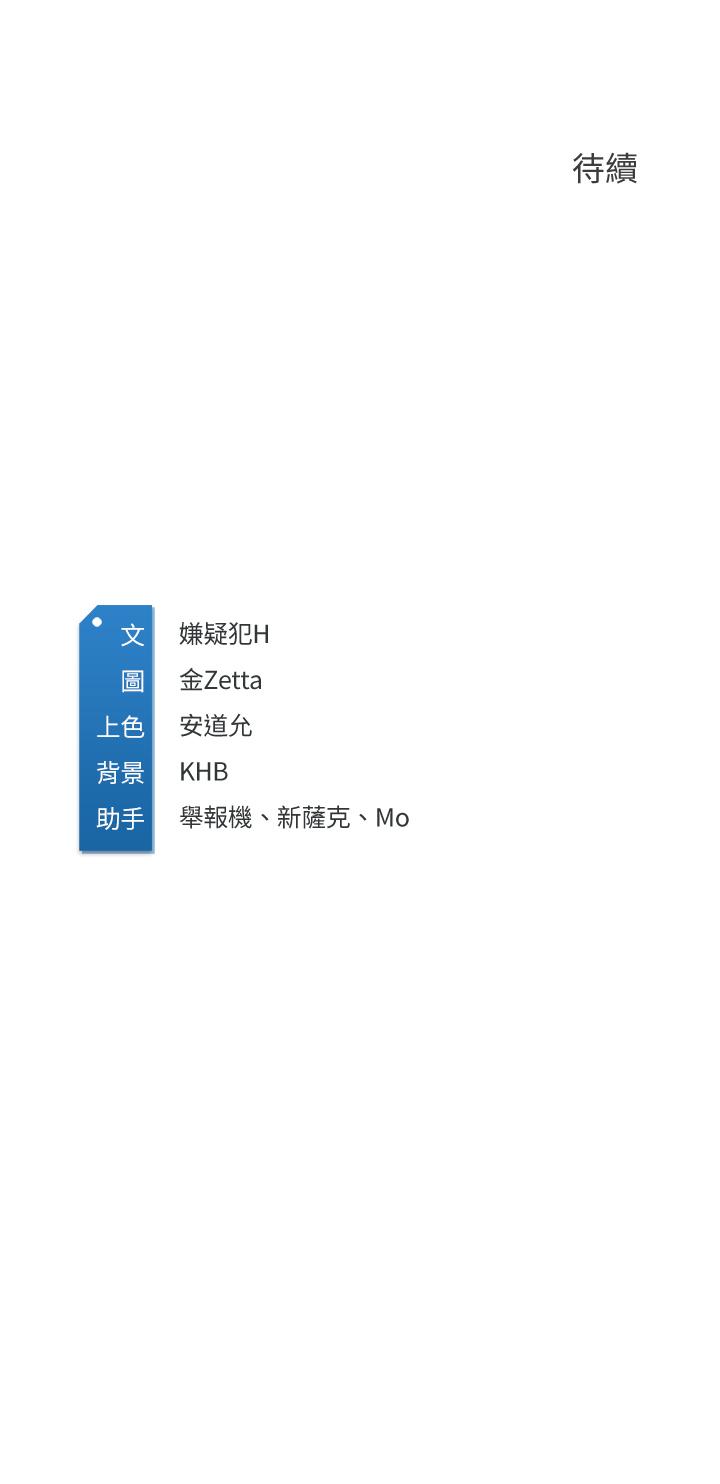 待續
文 嫌疑犯H
圖 金Zetta
上色 安道允
背景 KHB
助手 舉報機、新薩克、Mo